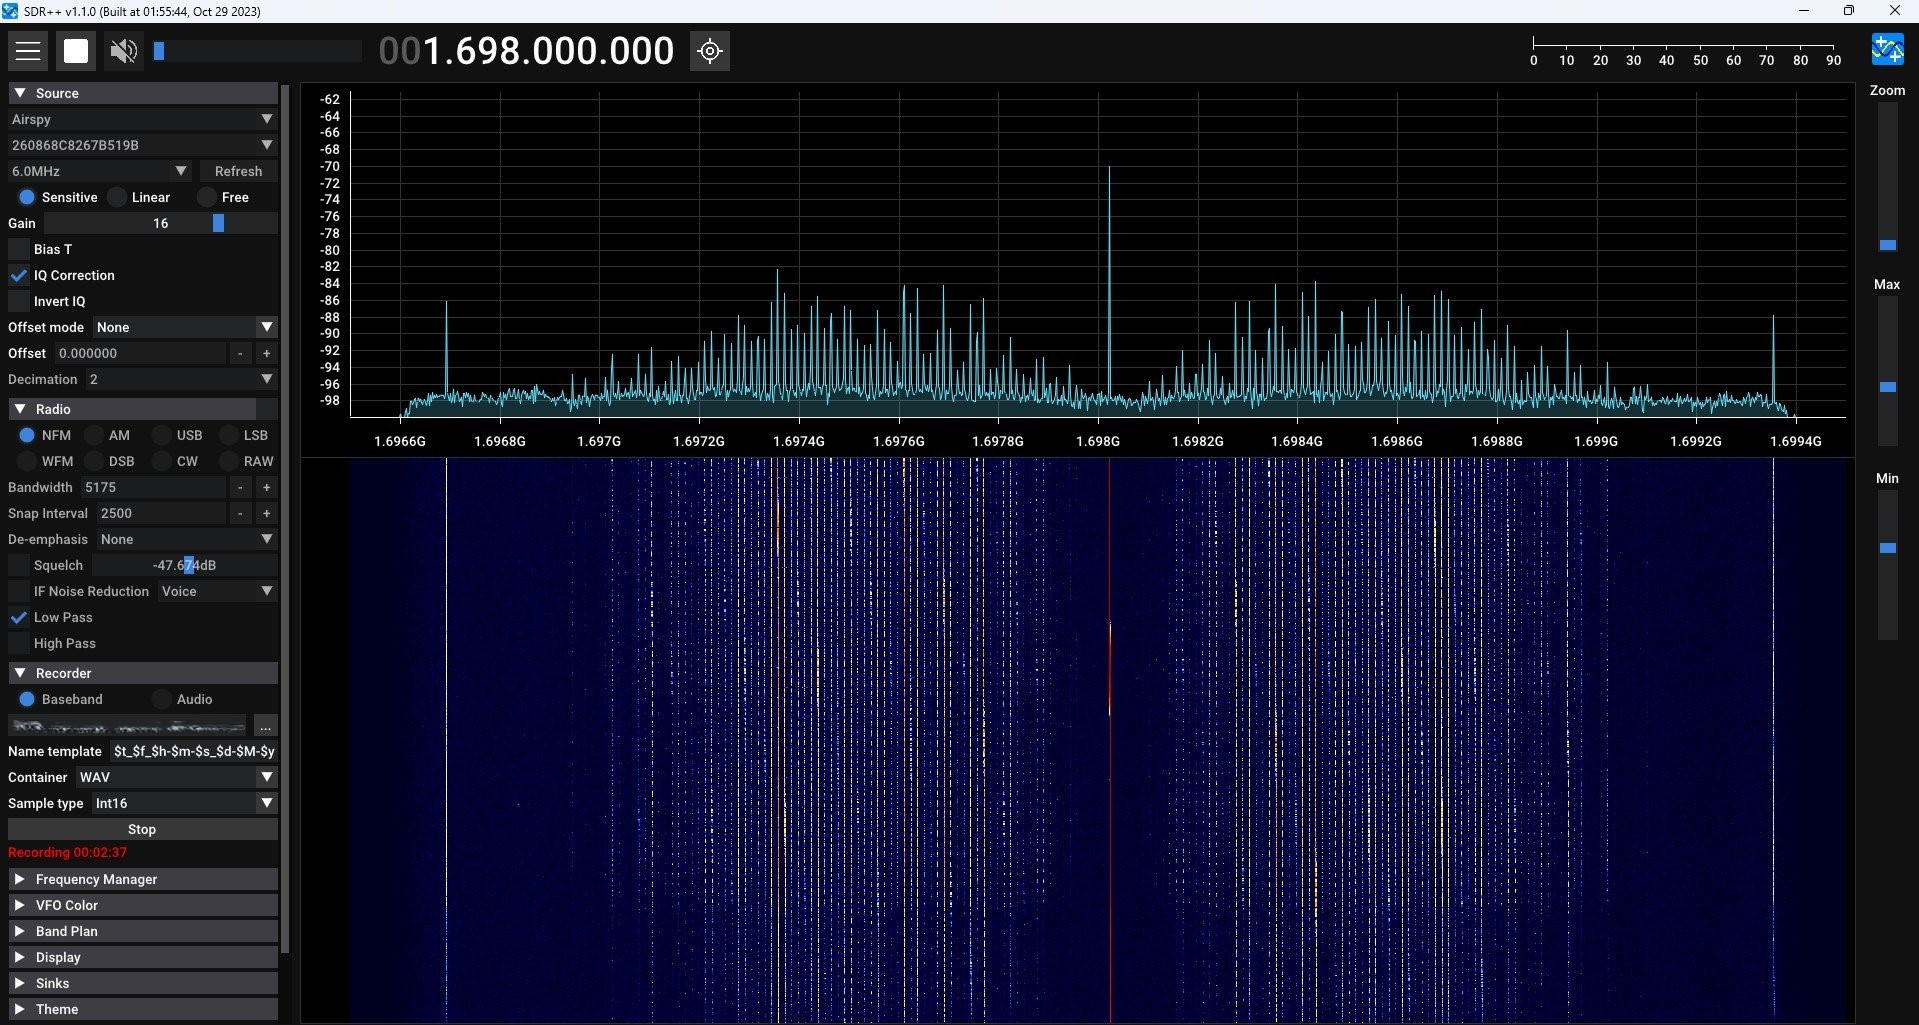 SDR++ v1.1.0 (Built at 01:55:44, Oct 29 2023)
001.698.000.000
0 10 20 30 40 50 60 70 80 90
Source
Airspy
260868C8267B519B
6.0MHz Refresh
Sensitive Linear Free
Gain 16
Bias T
IQ Correction
Invert IQ
Offset mode None
Offset 0.000000 - +
Decimation 2
Radio
NFM AM USB LSB
WFM DSB CW RAW
Bandwidth 5175 - +
Snap Interval 2500 - +
De-emphasis None
Squelch -47.674dB
IF Noise Reduction Voice
Low Pass
High Pass
Recorder
Baseband Audio
...
Name template $t_$f_$h-$m-$s_$d-$M-$y
Container WAV
Sample type Int16
Stop
Recording 00:02:37
Frequency Manager
VFO Color
Band Plan
Display
Sinks
Theme
-62
-64
-66
-68
-70
-72
-74
-76
-78
-80
-82
-84
-86
-88
-90
-92
-94
-96
-98
1.6966G 1.6968G 1.697G 1.6972G 1.6974G 1.6976G 1.6978G 1.698G 1.6982G 1.6984G 1.6986G 1.6988G 1.699G 1.6992G 1.6994G
Zoom
Max
Min